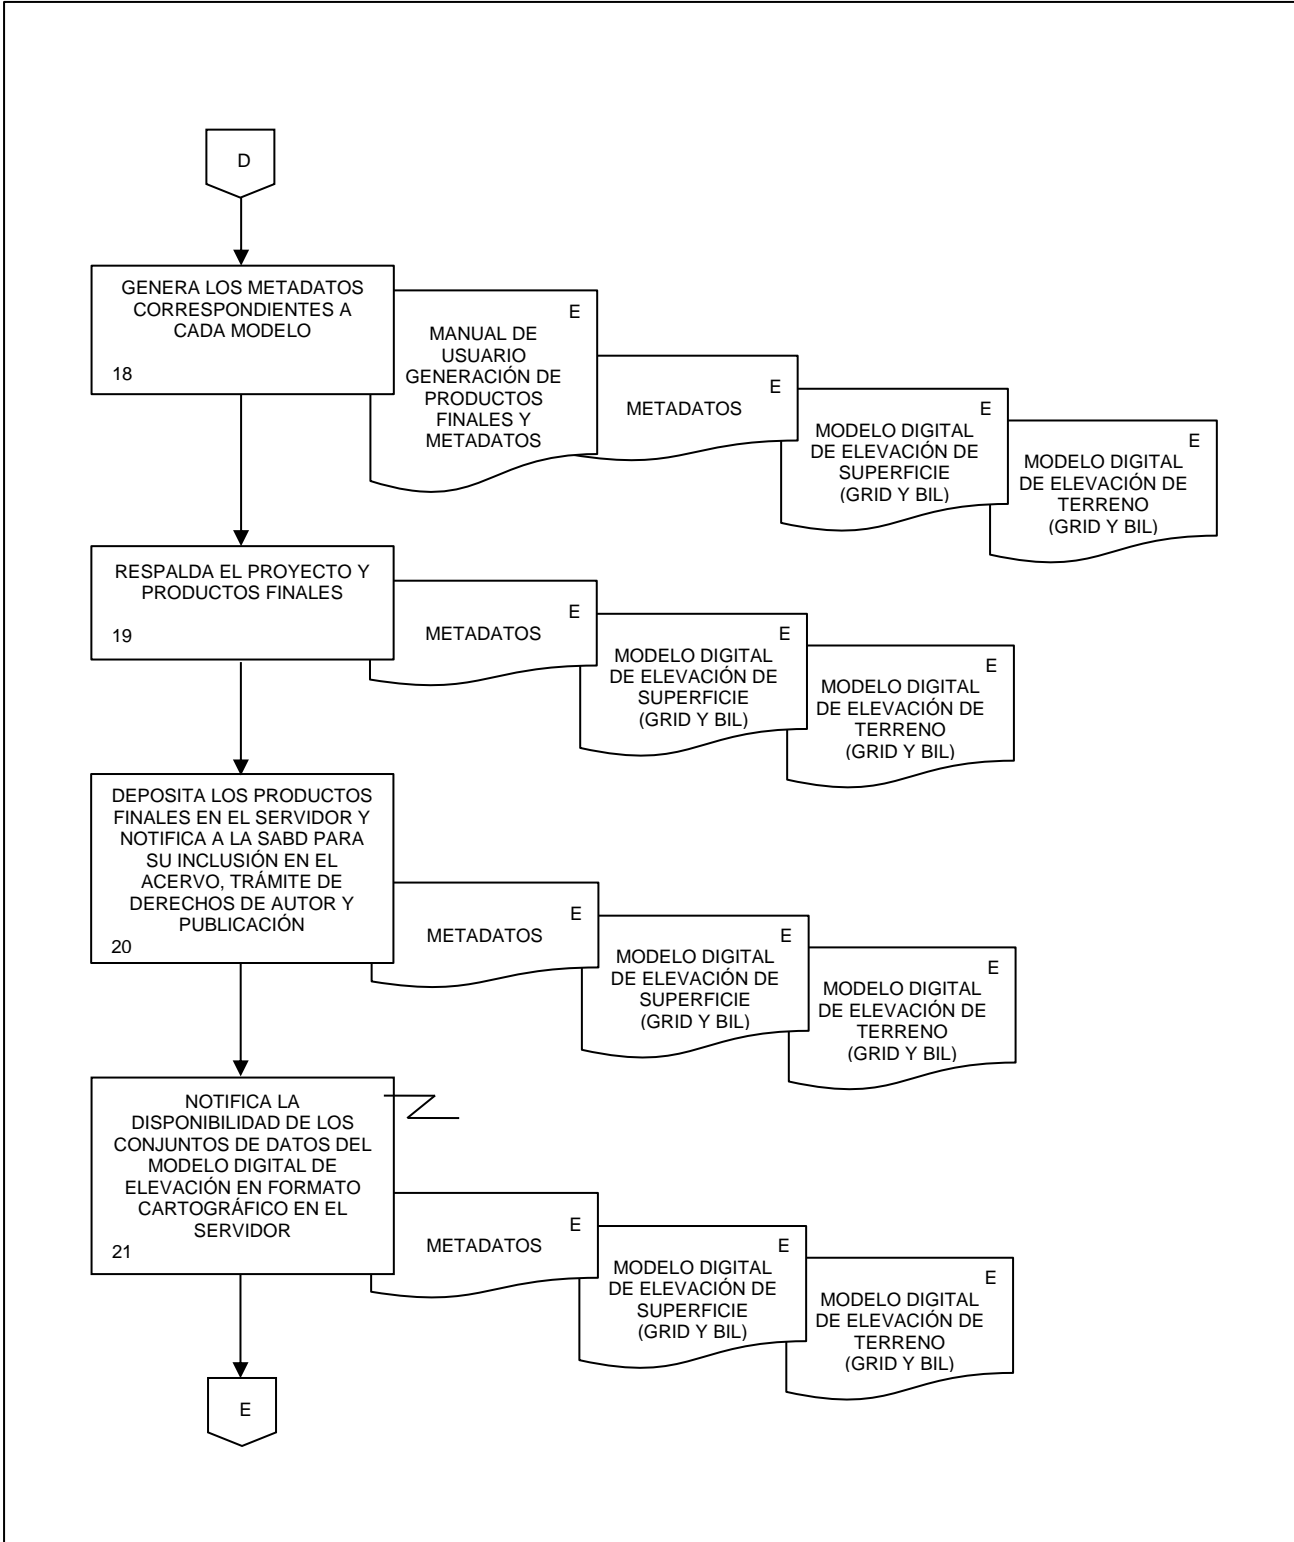 D
GENERA LOS METADATOS
CORRESPONDIENTES A
CADA MODELO
18
E
MANUAL DE
USUARIO
GENERACIÓN DE
PRODUCTOS
FINALES Y
METADATOS
E
METADATOS
E
MODELO DIGITAL
DE ELEVACIÓN DE
SUPERFICIE
(GRID Y BIL)
E
MODELO DIGITAL
DE ELEVACIÓN DE
TERRENO
(GRID Y BIL)
RESPALDA EL PROYECTO Y
PRODUCTOS FINALES
19
E
METADATOS
E
MODELO DIGITAL
DE ELEVACIÓN DE
SUPERFICIE
(GRID Y BIL)
E
MODELO DIGITAL
DE ELEVACIÓN DE
TERRENO
(GRID Y BIL)
DEPOSITA LOS PRODUCTOS
FINALES EN EL SERVIDOR Y
NOTIFICA A LA SABD PARA
SU INCLUSIÓN EN EL
ACERVO, TRÁMITE DE
DERECHOS DE AUTOR Y
PUBLICACIÓN
20
E
METADATOS
E
MODELO DIGITAL
DE ELEVACIÓN DE
SUPERFICIE
(GRID Y BIL)
E
MODELO DIGITAL
DE ELEVACIÓN DE
TERRENO
(GRID Y BIL)
NOTIFICA LA
DISPONIBILIDAD DE LOS
CONJUNTOS DE DATOS DEL
MODELO DIGITAL DE
ELEVACIÓN EN FORMATO
CARTOGRÁFICO EN EL
SERVIDOR
21
E
METADATOS
E
MODELO DIGITAL
DE ELEVACIÓN DE
SUPERFICIE
(GRID Y BIL)
E
MODELO DIGITAL
DE ELEVACIÓN DE
TERRENO
(GRID Y BIL)
E